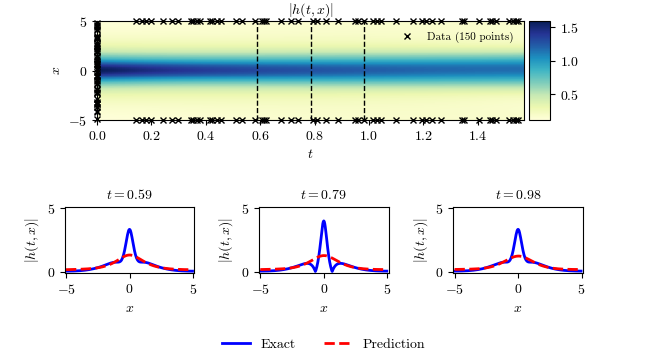 |h(t, x)|
× Data (150 points)
5
0
−5
x
0.0 0.2 0.4 0.6 0.8 1.0 1.2 1.4
t
1.5
1.0
0.5
t = 0.59
5
0
−5 0 5
|h(t, x)|
x
t = 0.79
5
0
−5 0 5
|h(t, x)|
x
t = 0.98
5
0
−5 0 5
|h(t, x)|
x
Exact Prediction